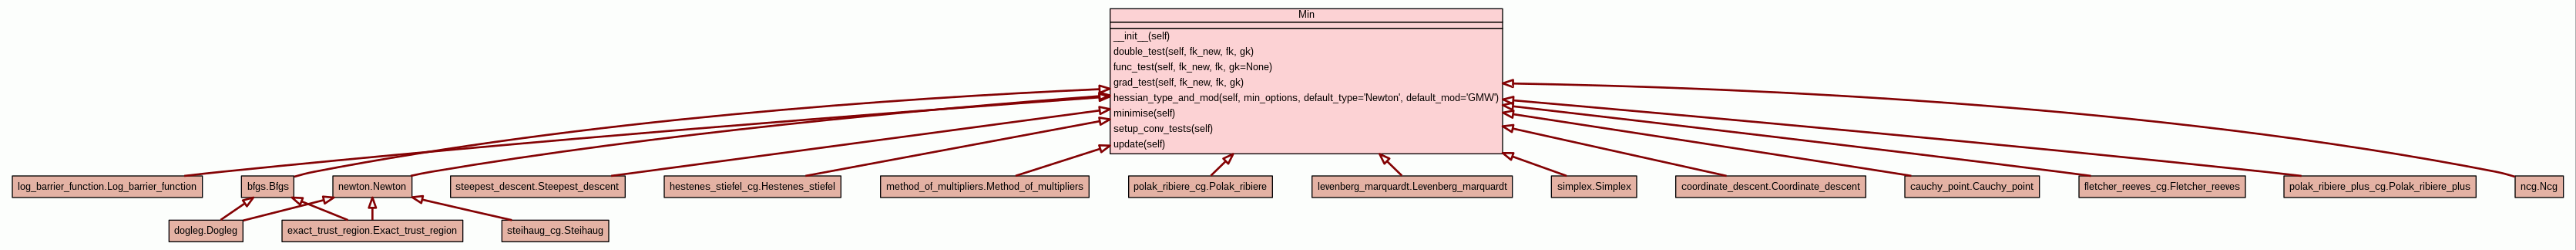 Min
__init__(self)
double_test(self, fk_new, fk, gk)
func_test(self, fk_new, fk, gk=None)
grad_test(self, fk_new, fk, gk)
hessian_type_and_mod(self, min_options, default_type='Newton', default_mod='GMW')
minimise(self)
setup_conv_tests(self)
update(self)
log_barrier_function.Log_barrier_function
bfgs.Bfgs
newton.Newton
steepest_descent.Steepest_descent
hestenes_stiefel_cg.Hestenes_stiefel
method_of_multipliers.Method_of_multipliers
polak_ribiere_cg.Polak_ribiere
levenberg_marquardt.Levenberg_marquardt
simplex.Simplex
coordinate_descent.Coordinate_descent
cauchy_point.Cauchy_point
fletcher_reeves_cg.Fletcher_reeves
polak_ribiere_plus_cg.Polak_ribiere_plus
ncg.Ncg
dogleg.Dogleg
exact_trust_region.Exact_trust_region
steihaug_cg.Steihaug